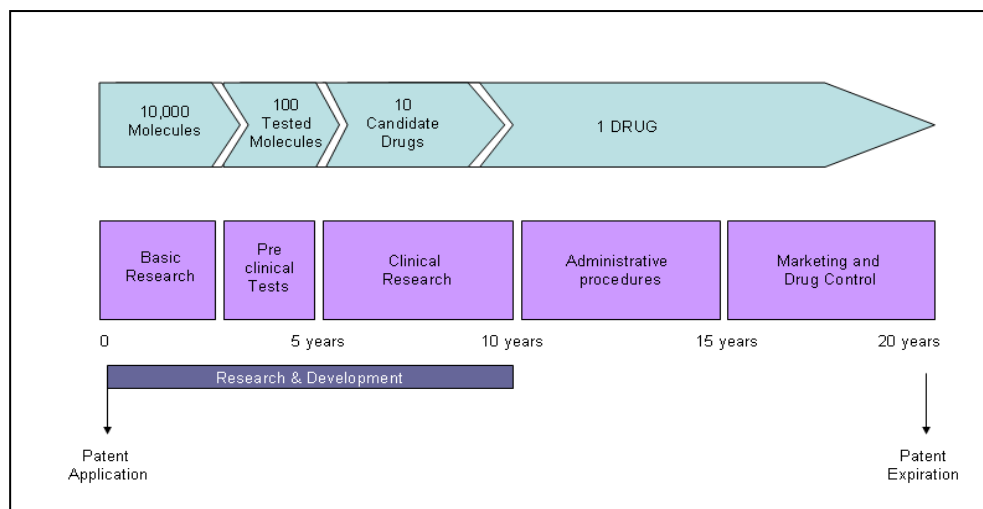 10,000
Molecules
100
Tested
Molecules
10
Candidate
Drugs
1 DRUG
Basic
Research
Pre
clinical
Tests
Clinical
Research
Administrative
procedures
Marketing and
Drug Control
0
5 years
10 years
15 years
20 years
Research & Development
Patent
Application
Patent
Expiration